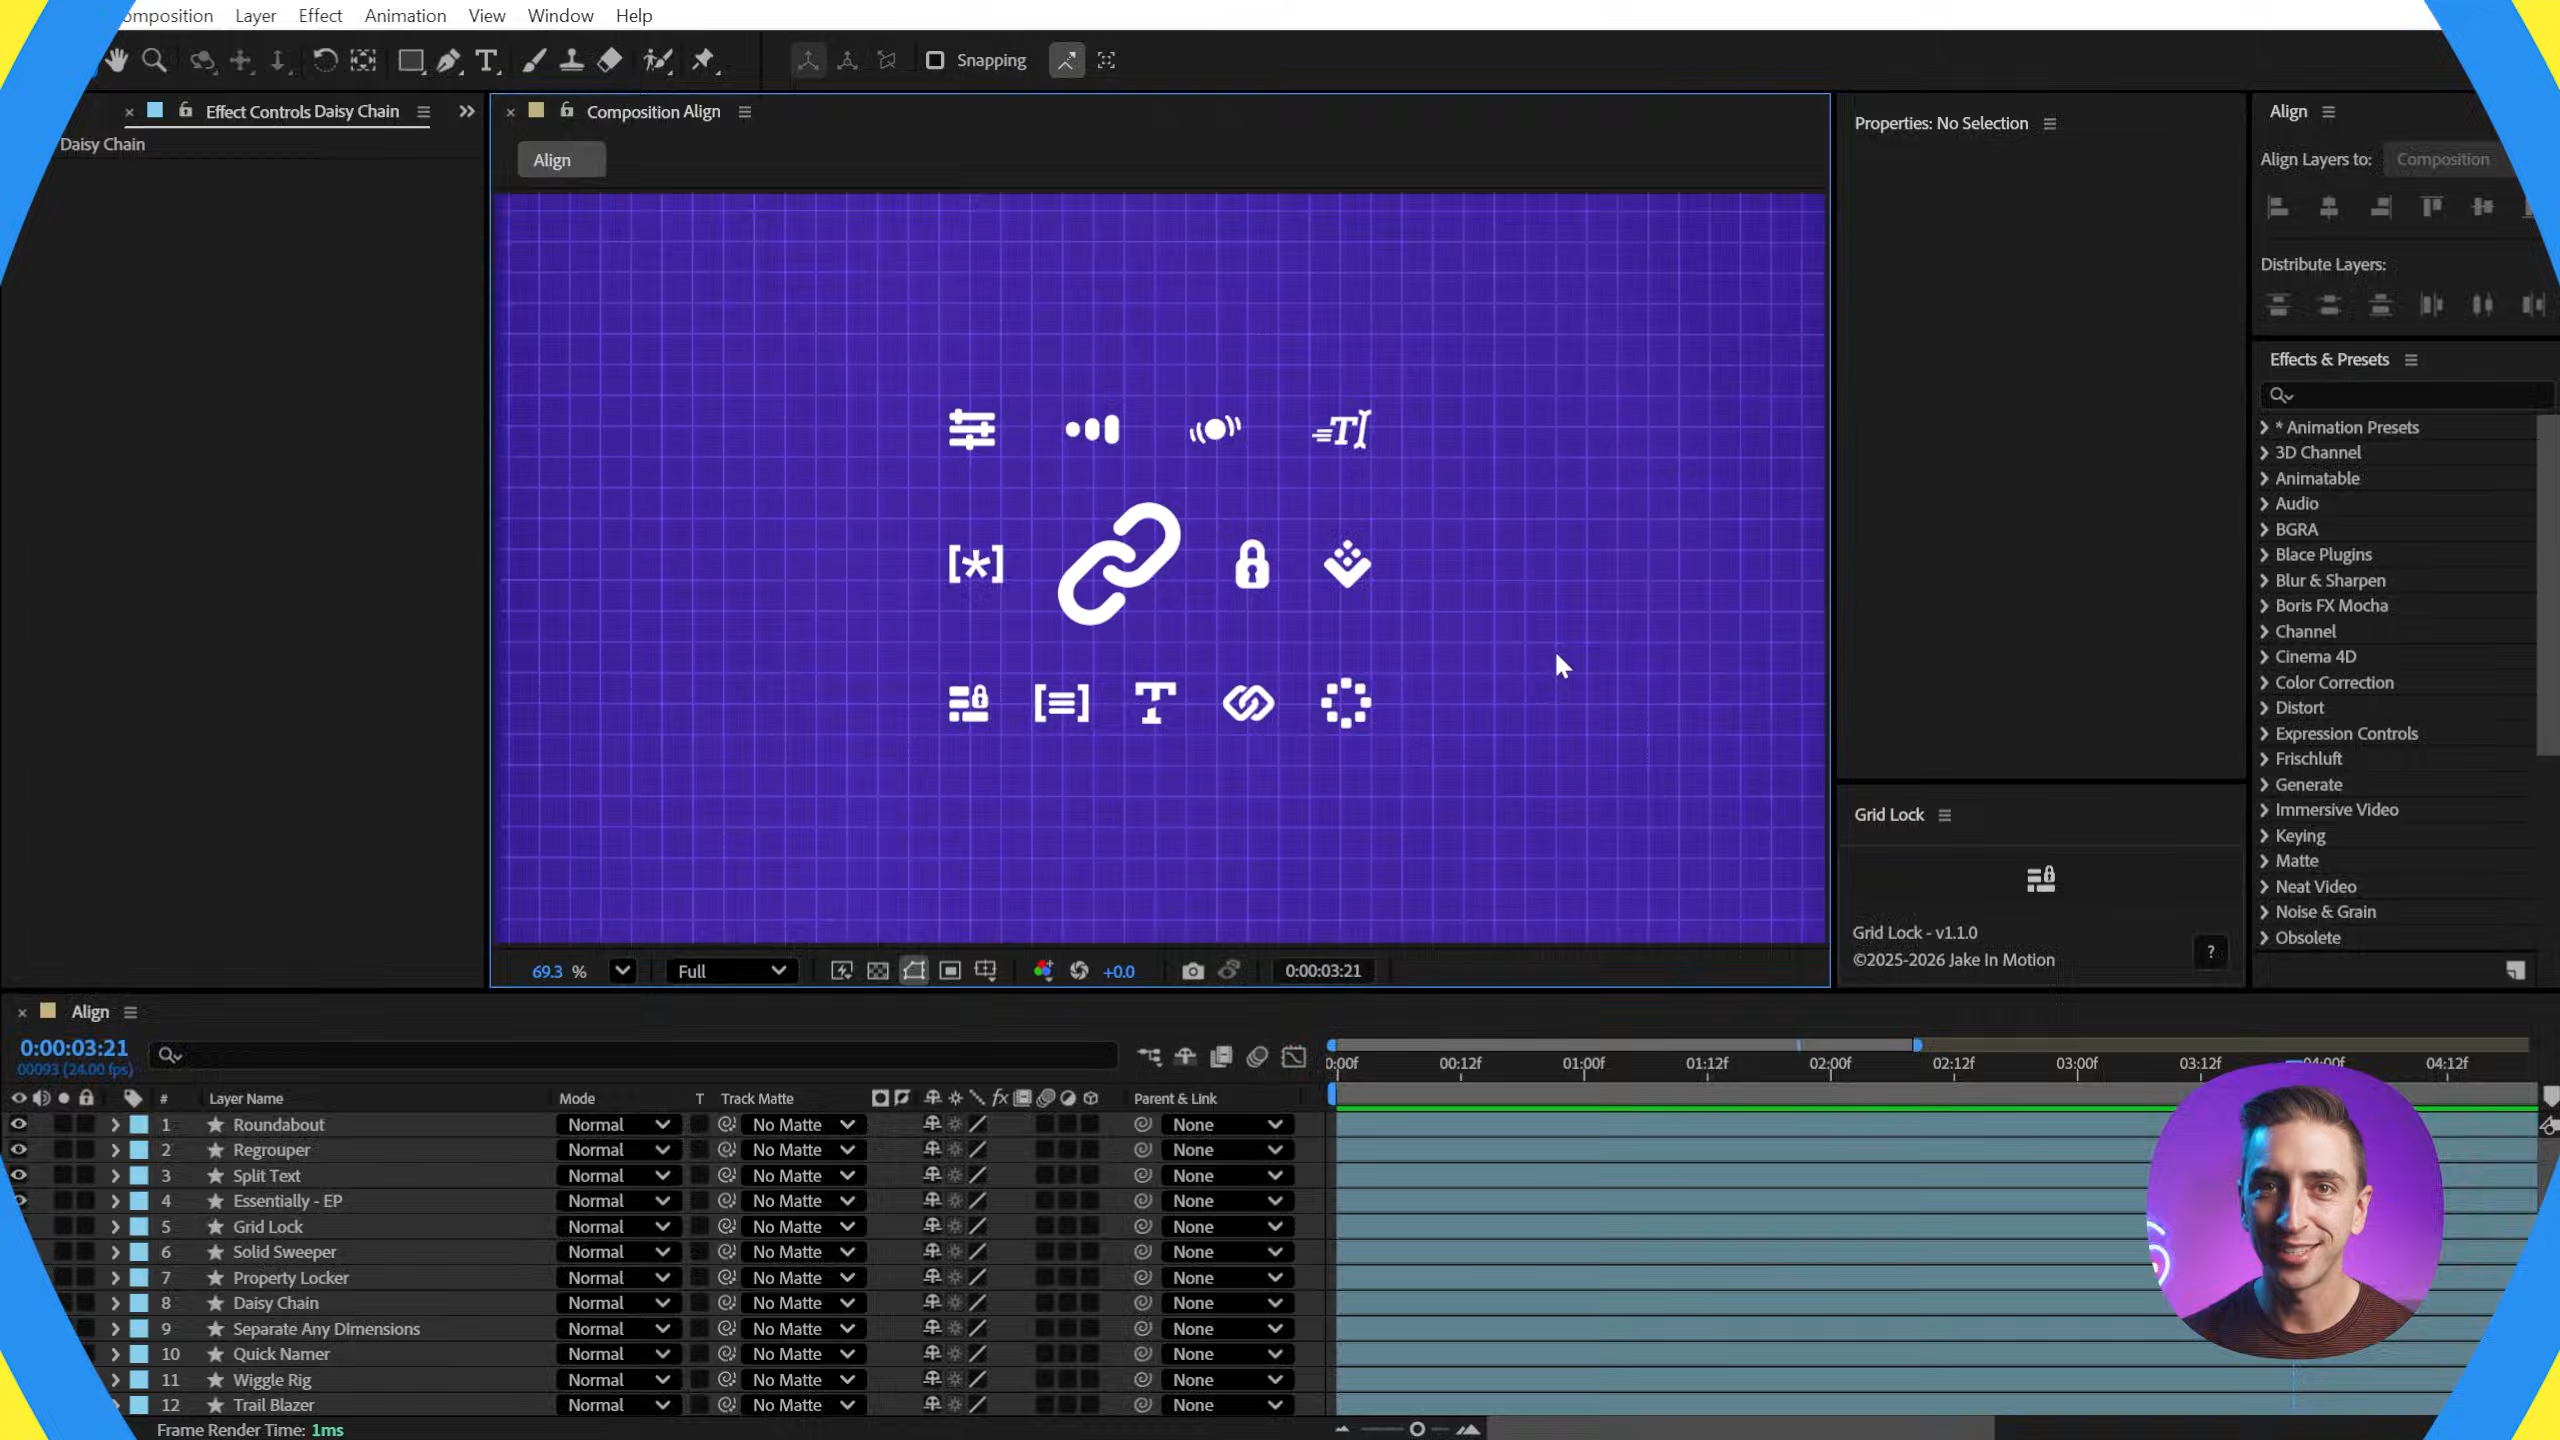 omposition Layer Effect Animation View Window Help
Snapping
Effect Controls Daisy Chain
Daisy Chain
Composition Align
Align
T
[*]
T
Properties: No Selection
Grid Lock
Grid Lock - v1.1.0
©2025-2026 Jake In Motion
?
Align
Align Layers to: Composition
Distribute Layers:
Effects & Presets
* Animation Presets
3D Channel
Animatable
Audio
BGRA
Blace Plugins
Blur & Sharpen
Boris FX Mocha
Channel
Cinema 4D
Color Correction
Distort
Expression Controls
Frischluft
Generate
Immersive Video
Keying
Matte
Neat Video
Noise & Grain
Obsolete
69.3 % Full +0.0 0:00:03:21
Align
0:00:03:21
00093 (24.00 fps)
0:00f 00:12f 01:00f 01:12f 02:00f 02:12f 03:00f 03:12f 04:00f 04:12f
# Layer Name Mode T Track Matte fx Parent & Link
1 Roundabout Normal No Matte None
2 Regrouper Normal No Matte None
3 Split Text Normal No Matte None
4 Essentially - EP Normal No Matte None
5 Grid Lock Normal No Matte None
6 Solid Sweeper Normal No Matte None
7 Property Locker Normal No Matte None
8 Daisy Chain Normal No Matte None
9 Separate Any DImensions Normal No Matte None
10 Quick Namer Normal No Matte None
11 Wiggle Rig Normal No Matte None
12 Trail Blazer Normal No Matte None
Frame Render Time: 1ms